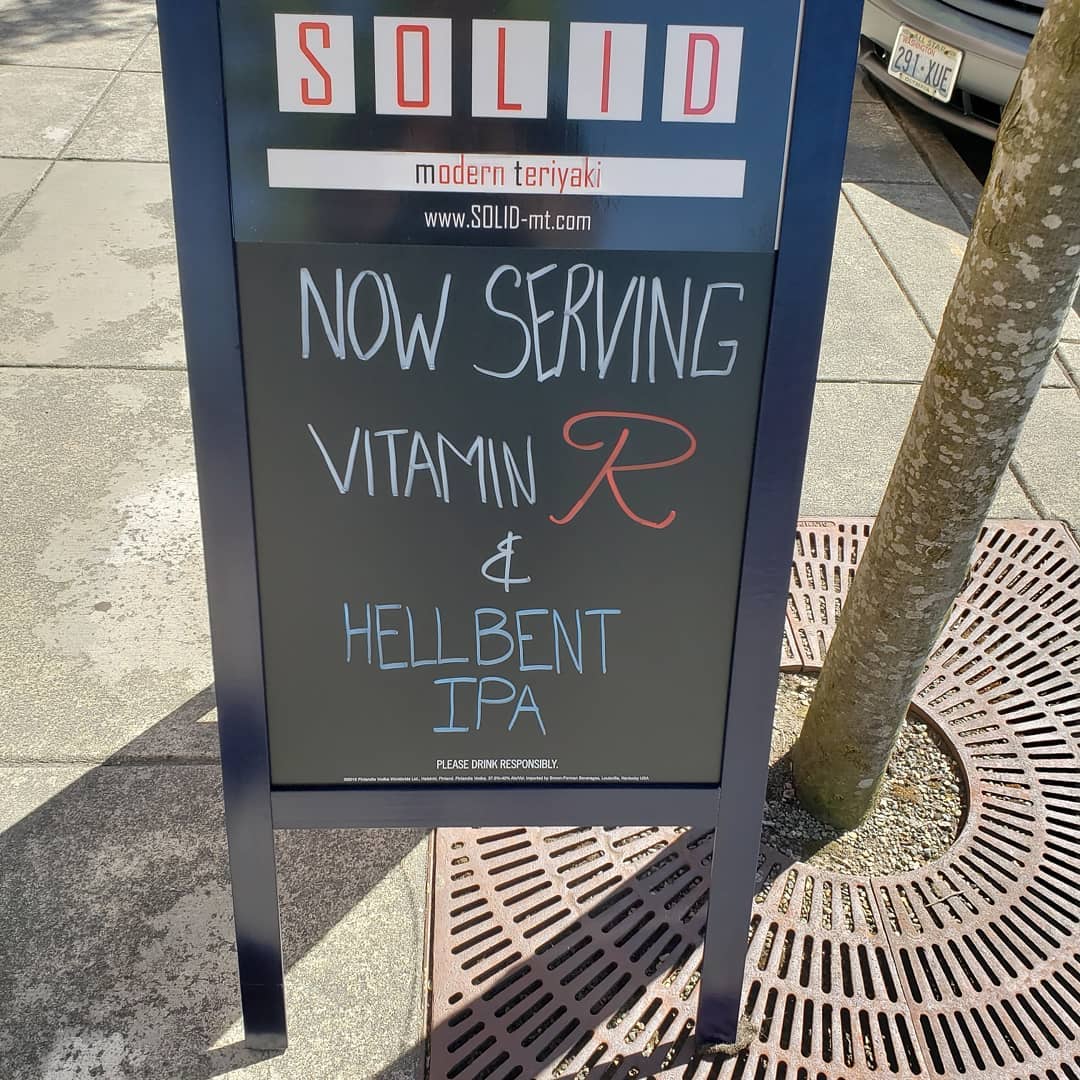 SOLID
modern teriyaki
www.SOLID-mt.com
NOW SERVING
VITAMIN R
&
HELLBENT
IPA
PLEASE DRINK RESPONSIBLY.
291-XUE